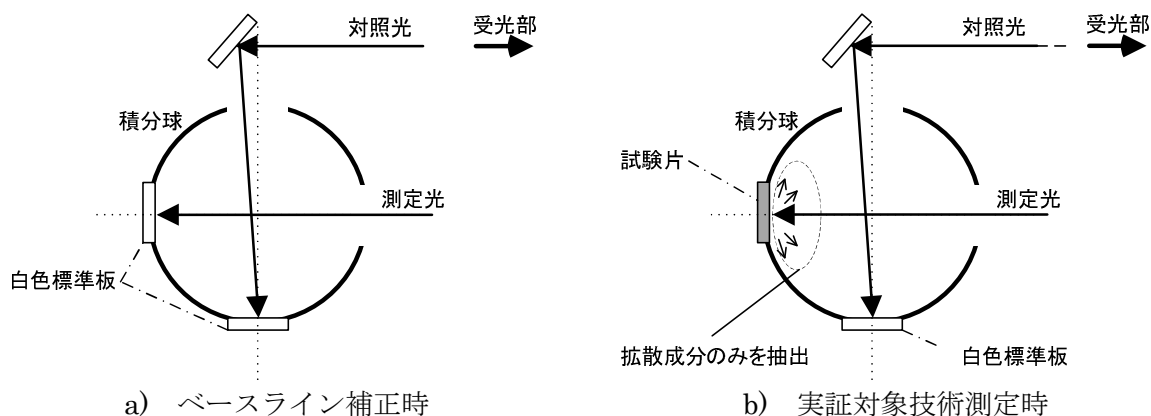 対照光
受光部
積分球
測定光
白色標準板
a) ベースライン補正時
対照光
受光部
積分球
試験片
測定光
拡散成分のみを抽出
白色標準板
b) 実証対象技術測定時